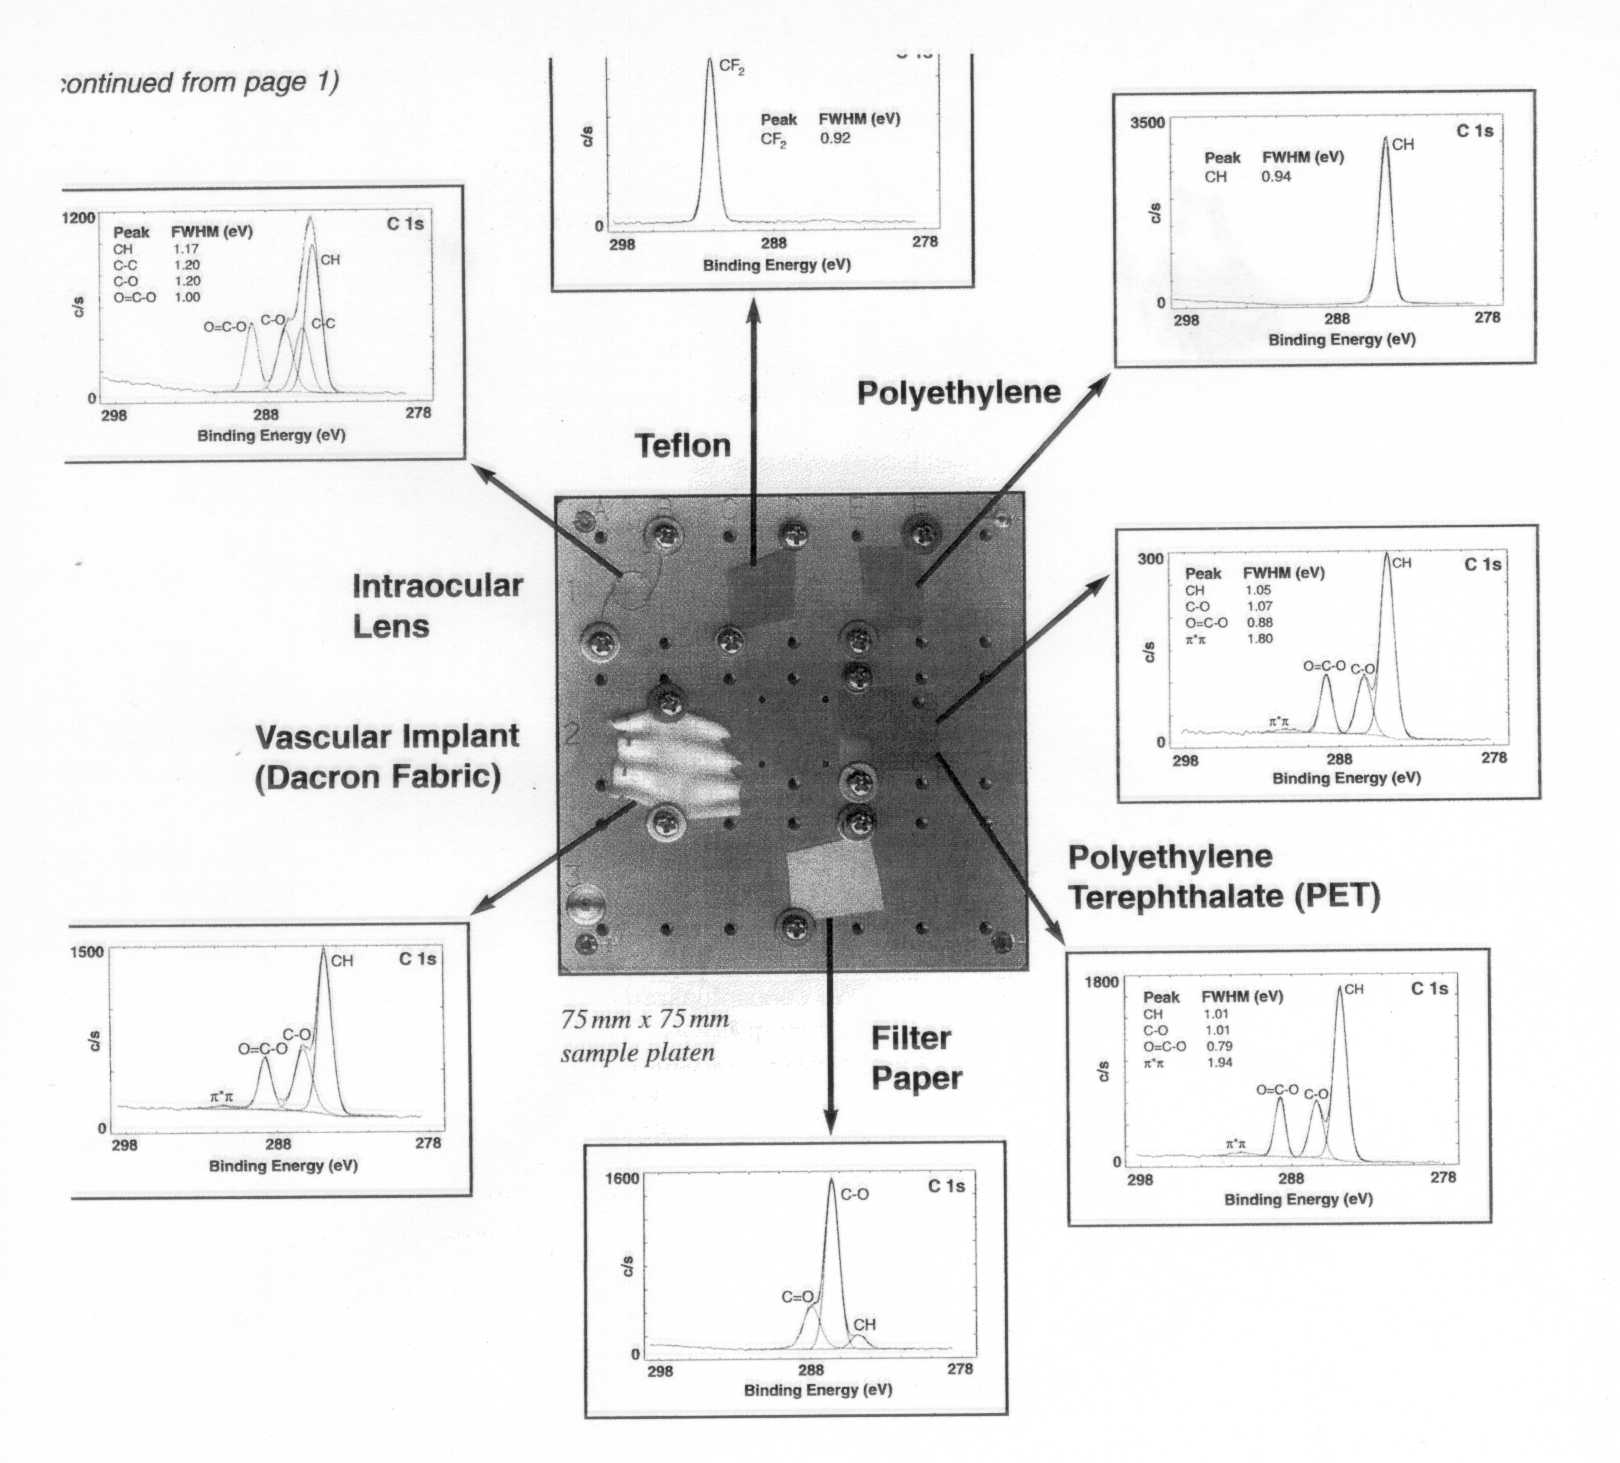 continued from page 1)
CF2
Peak FWHM (eV)
CF2 0.92
c/s
0
298 288 278
Binding Energy (eV)
3500
C 1s
CH
Peak FWHM (eV)
CH 0.94
c/s
0
298 288 278
Binding Energy (eV)
1200
C 1s
Peak FWHM (eV)
CH 1.17
C-C 1.20
C-O 1.20
O=C-O 1.00
CH
O=C-O C-O C-C
c/s
0
298 288 278
Binding Energy (eV)
Polyethylene
Teflon
Intraocular
Lens
A B C D E F
1
2
3
300
C 1s
CH
Peak FWHM (eV)
CH 1.05
C-O 1.07
O=C-O 0.88
π*π 1.80
O=C-O C-O
π*π
c/s
0
298 288 278
Binding Energy (eV)
Vascular Implant
(Dacron Fabric)
Polyethylene
Terephthalate (PET)
1500
C 1s
CH
C-O
O=C-O
π*π
c/s
0
298 288 278
Binding Energy (eV)
75 mm x 75 mm
sample platen
Filter
Paper
1800
C 1s
CH
Peak FWHM (eV)
CH 1.01
C-O 1.01
O=C-O 0.79
π*π 1.94
O=C-O C-O
π*π
c/s
0
298 288 278
Binding Energy (eV)
1600
C 1s
C-O
C=O
CH
c/s
0
298 288 278
Binding Energy (eV)